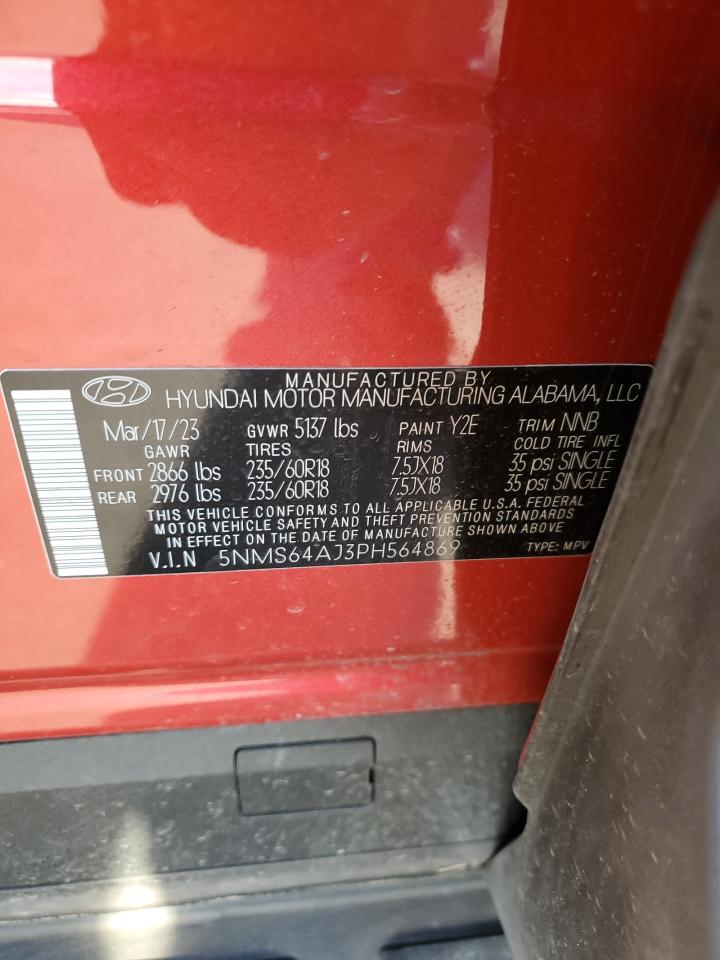 MANUFACTURED BY
HYUNDAI MOTOR MANUFACTURING ALABAMA, LLC
Mar/17/23 GVWR 5137 lbs PAINT Y2E TRIM NNB
GAWR TIRES RIMS COLD TIRE INFL
FRONT 2866 lbs 235/60R18 7.5JX18 35 psi SINGLE
REAR 2976 lbs 235/60R18 7.5JX18 35 psi SINGLE
THIS VEHICLE CONFORMS TO ALL APPLICABLE U.S.A. FEDERAL
MOTOR VEHICLE SAFETY AND THEFT PREVENTION STANDARDS
IN EFFECT ON THE DATE OF MANUFACTURE SHOWN ABOVE
V.I.N 5NMS64AJ3PH564869 TYPE: MPV